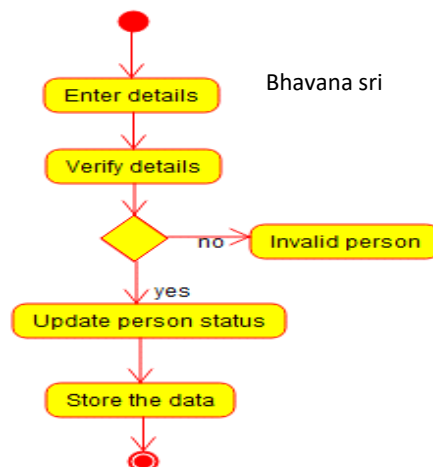 Enter details
Bhavana sri
Verify details
no
Invalid person
yes
Update person status
Store the data